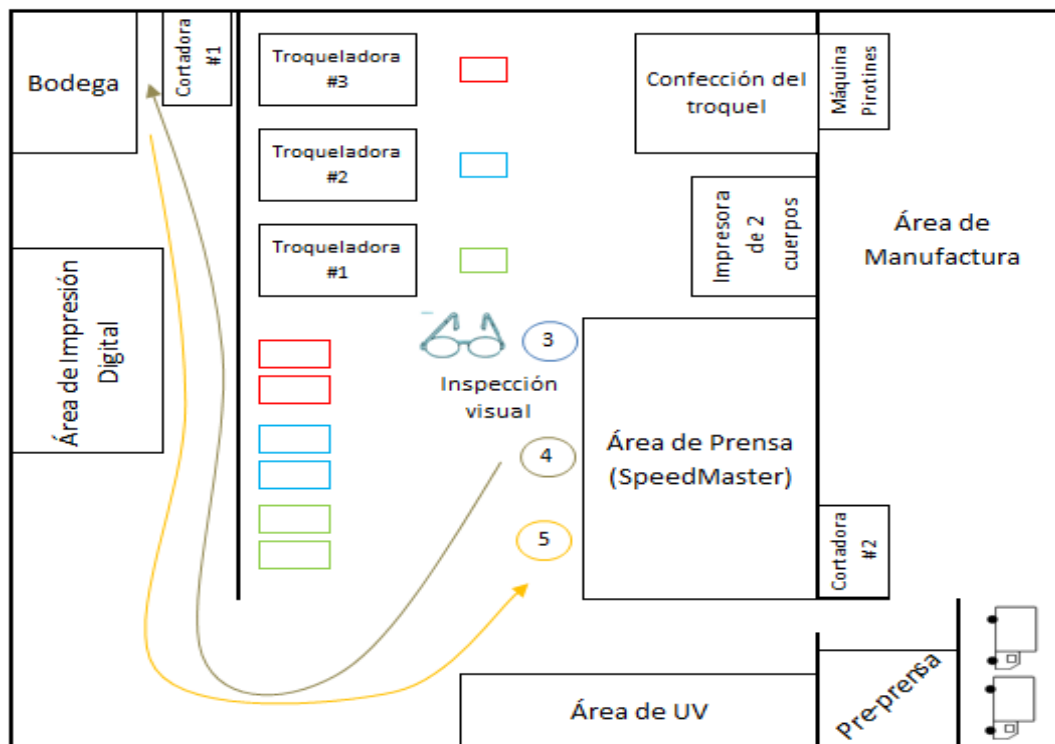 Bodega
Cortadora
#1
Troqueladora
#3
Troqueladora
#2
Troqueladora
#1
Confección del
troquel
Máquina
Pirotines
Impresora
de 2
cuerpos
Área de
Manufactura
Área de Impresión
Digital
3
Inspección
visual
4
5
Área de Prensa
(SpeedMaster)
Cortadora
#2
Área de UV
Pre-prensa